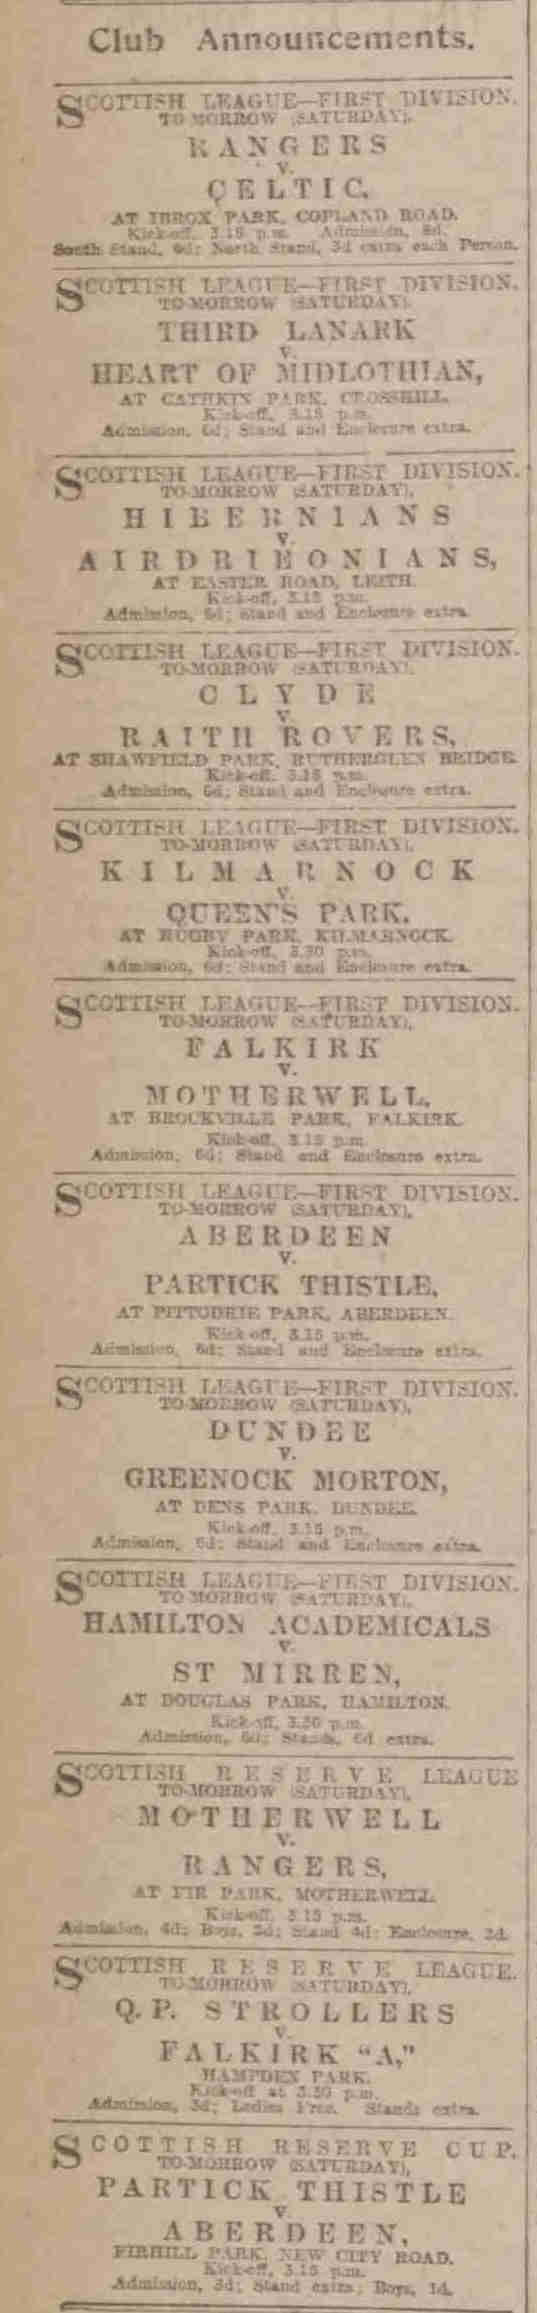 Club Announcements.
SCOTTISH LEAGUE—FIRST DIVISION.
TO-MORROW (SATURDAY),
RANGERS
v.
CELTIC,
AT IBROX PARK, COPLAND ROAD.
Kick-off, 3.15 p.m. Admission, 8d.
South Stand, 6d; North Stand, 3d extra each Person.
SCOTTISH LEAGUE—FIRST DIVISION.
TO-MORROW (SATURDAY),
THIRD LANARK
v.
HEART OF MIDLOTHIAN,
AT CATHKIN PARK, CROSSHILL.
Kick-off, 3.15 p.m.
Admission, 6d; Stand and Enclosure extra.
SCOTTISH LEAGUE—FIRST DIVISION.
TO-MORROW (SATURDAY),
HIBERNIANS
v.
AIRDRIEONIANS,
AT EASTER ROAD, LEITH.
Kick-off, 3.15 p.m.
Admission, 6d; Stand and Enclosure extra.
SCOTTISH LEAGUE—FIRST DIVISION.
TO-MORROW (SATURDAY),
CLYDE
v.
RAITH ROVERS,
AT SHAWFIELD PARK, RUTHERGLEN BRIDGE.
Kick-off, 3.15 p.m.
Admission, 6d; Stand and Enclosure extra.
SCOTTISH LEAGUE—FIRST DIVISION.
TO-MORROW (SATURDAY),
KILMARNOCK
v.
QUEEN'S PARK.
AT RUGBY PARK, KILMARNOCK.
Kick-off, 3.30 p.m.
Admission, 6d; Stand and Enclosure extra.
SCOTTISH LEAGUE—FIRST DIVISION.
TO-MORROW (SATURDAY),
FALKIRK
v.
MOTHERWELL,
AT BROCKVILLE PARK, FALKIRK.
Kick-off, 3.15 p.m.
Admission, 6d; Stand and Enclosure extra.
SCOTTISH LEAGUE—FIRST DIVISION.
TO-MORROW (SATURDAY),
ABERDEEN
v.
PARTICK THISTLE,
AT PITTODRIE PARK, ABERDEEN.
Kick-off, 3.15 p.m.
Admission, 6d; Stand and Enclosure extra.
SCOTTISH LEAGUE—FIRST DIVISION.
TO-MORROW (SATURDAY),
DUNDEE
v.
GREENOCK MORTON,
AT DENS PARK, DUNDEE.
Kick-off, 3.15 p.m.
Admission, 6d; Stand and Enclosure extra.
SCOTTISH LEAGUE—FIRST DIVISION.
TO-MORROW (SATURDAY),
HAMILTON ACADEMICALS
v.
ST MIRREN,
AT DOUGLAS PARK, HAMILTON.
Kick-off, 3.30 p.m.
Admission, 6d; Stands, 6d extra.
SCOTTISH RESERVE LEAGUE
TO-MORROW (SATURDAY),
MOTHERWELL
v.
RANGERS,
AT FIR PARK, MOTHERWELL.
Kick-off, 3.15 p.m.
Admission, 4d; Boys, 2d; Stand 4d; Enclosure, 2d.
SCOTTISH RESERVE LEAGUE.
TO-MORROW (SATURDAY),
Q.P. STROLLERS
v.
FALKIRK "A,"
HAMPDEN PARK.
Kick-off at 3.30 p.m.
Admission, 3d; Ladies Free. Stands extra.
SCOTTISH RESERVE CUP.
TO-MORROW (SATURDAY),
PARTICK THISTLE
v.
ABERDEEN,
FIRHILL PARK, NEW CITY ROAD.
Kick-off, 3.15 p.m.
Admission, 3d; Stand extra; Boys, 1d.